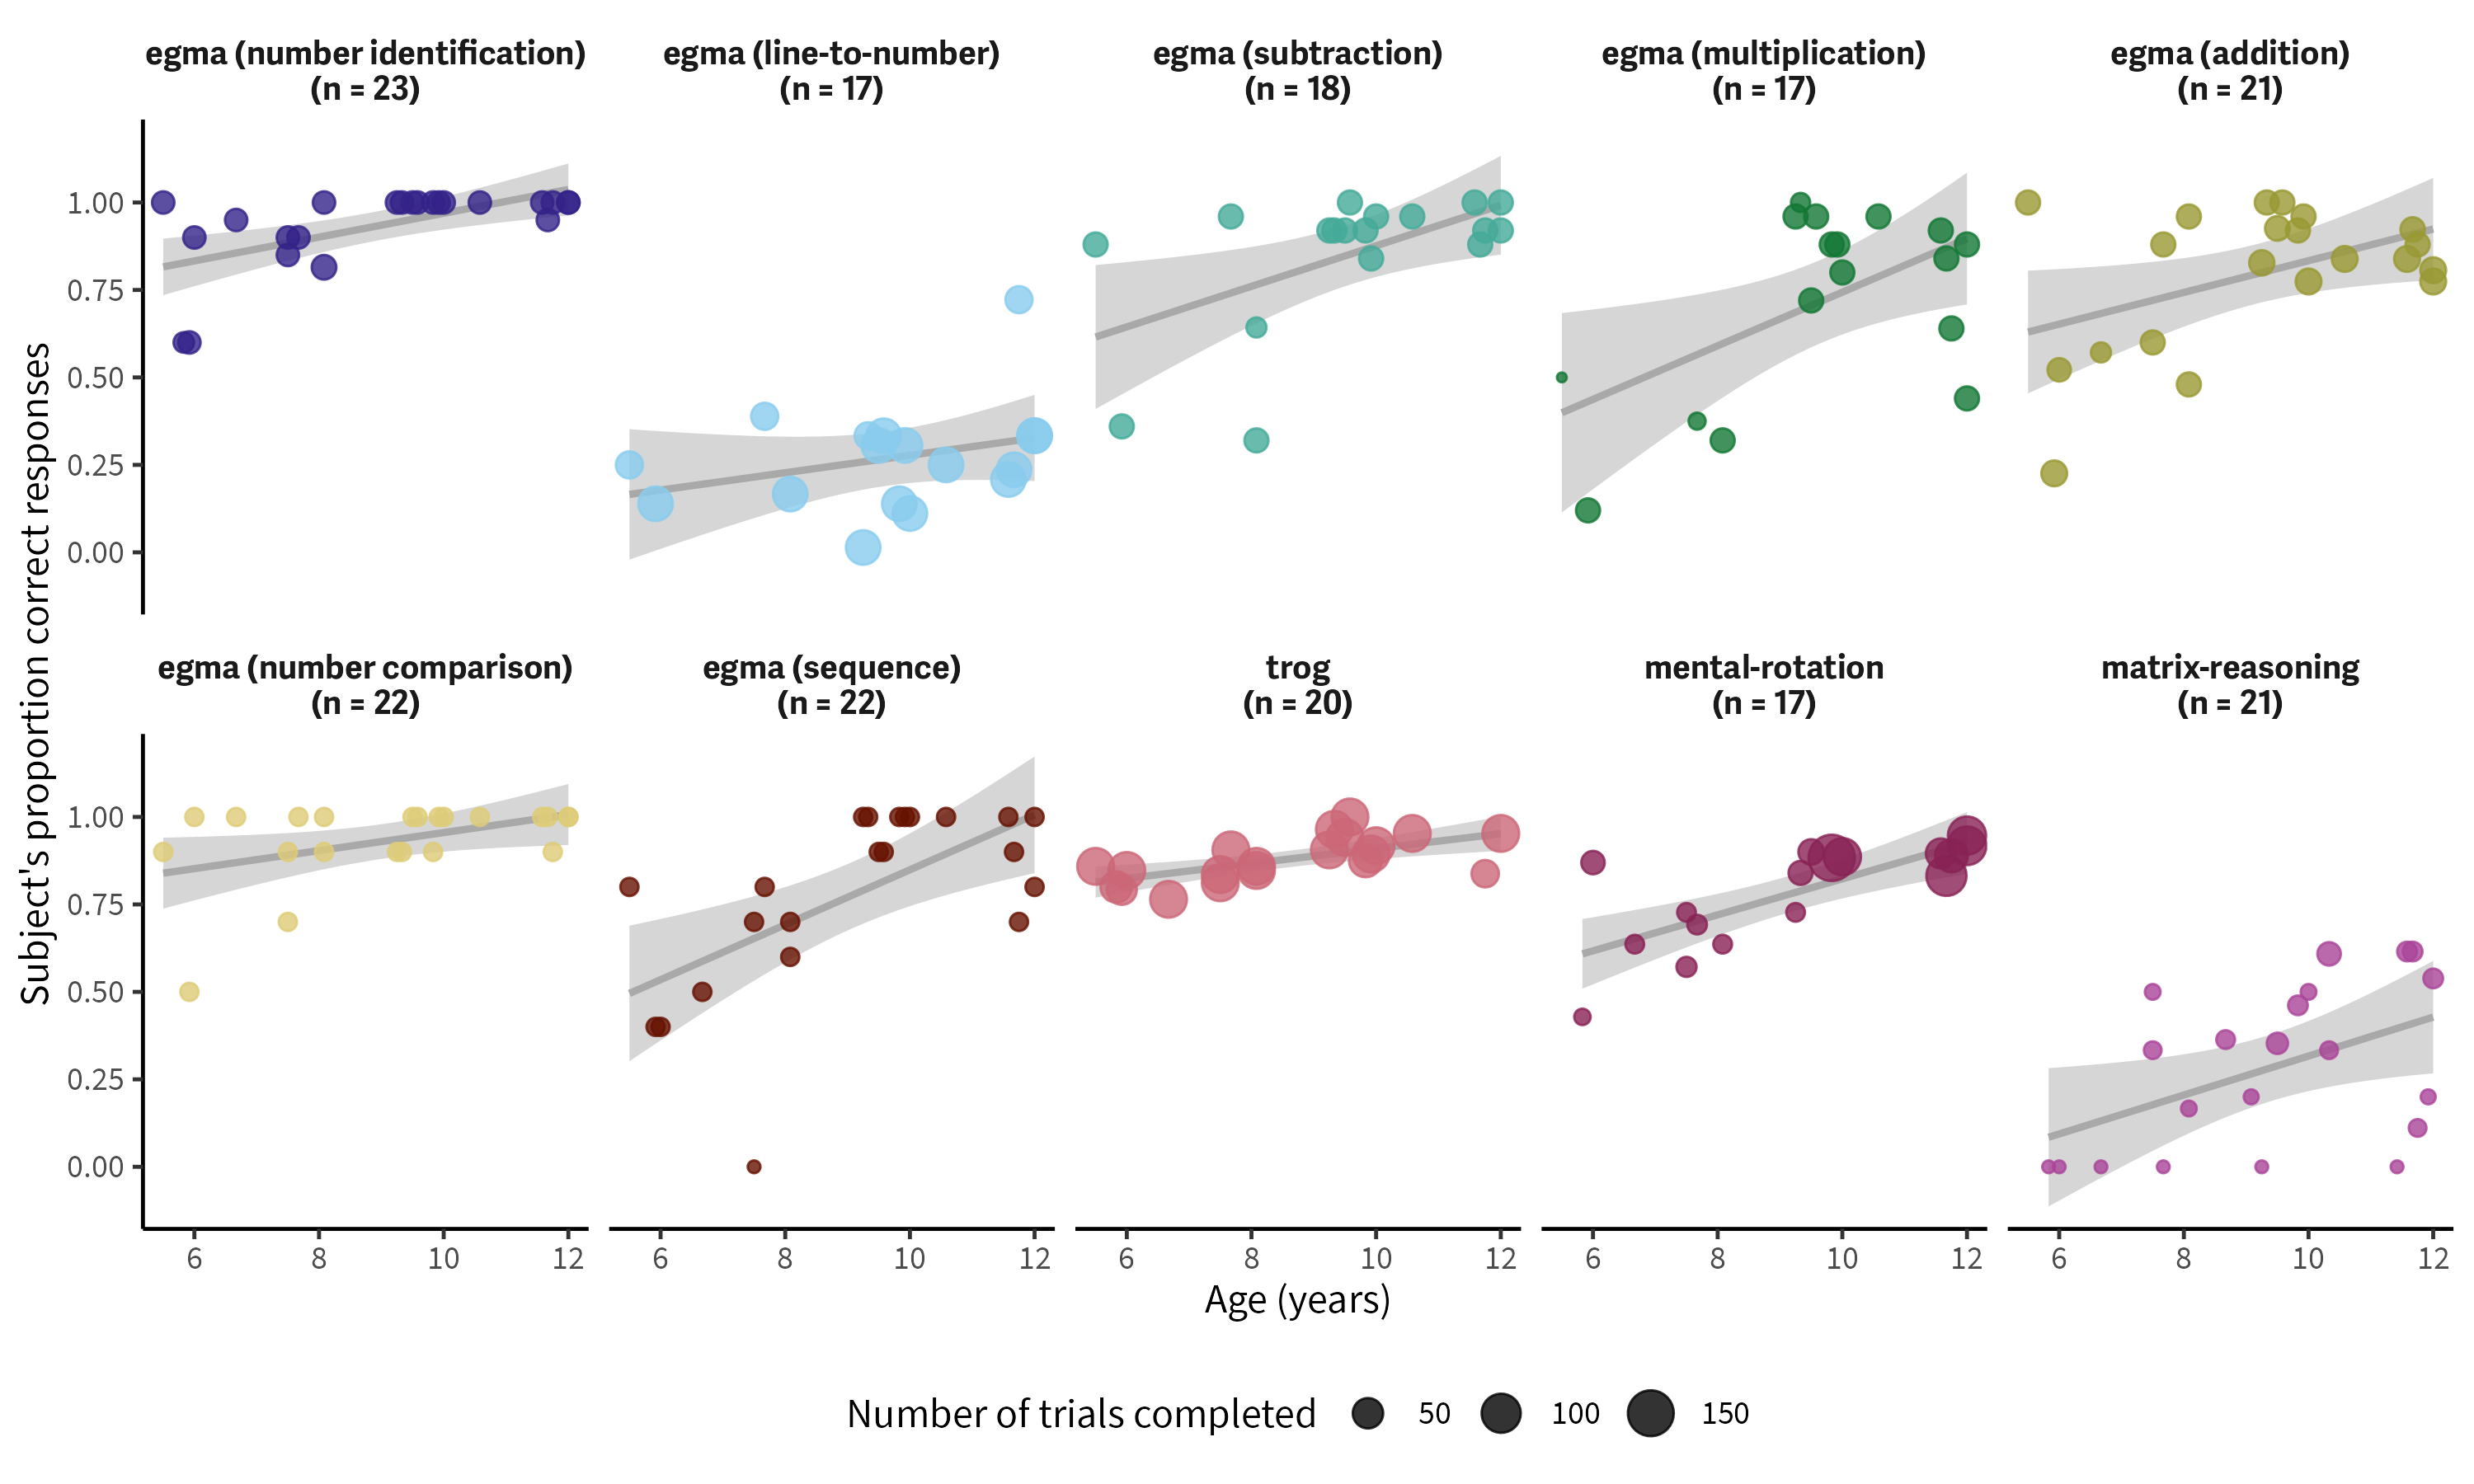 egma (number identification)
(n = 23)
egma (line-to-number)
(n = 17)
egma (subtraction)
(n = 18)
egma (multiplication)
(n = 17)
egma (addition)
(n = 21)
1.00
0.75
0.50
0.25
0.00
Subject's proportion correct responses
egma (number comparison)
(n = 22)
egma (sequence)
(n = 22)
trog
(n = 20)
mental-rotation
(n = 17)
matrix-reasoning
(n = 21)
1.00
0.75
0.50
0.25
0.00
6 8 10 12
6 8 10 12
6 8 10 12
6 8 10 12
6 8 10 12
Age (years)
Number of trials completed 50 100 150